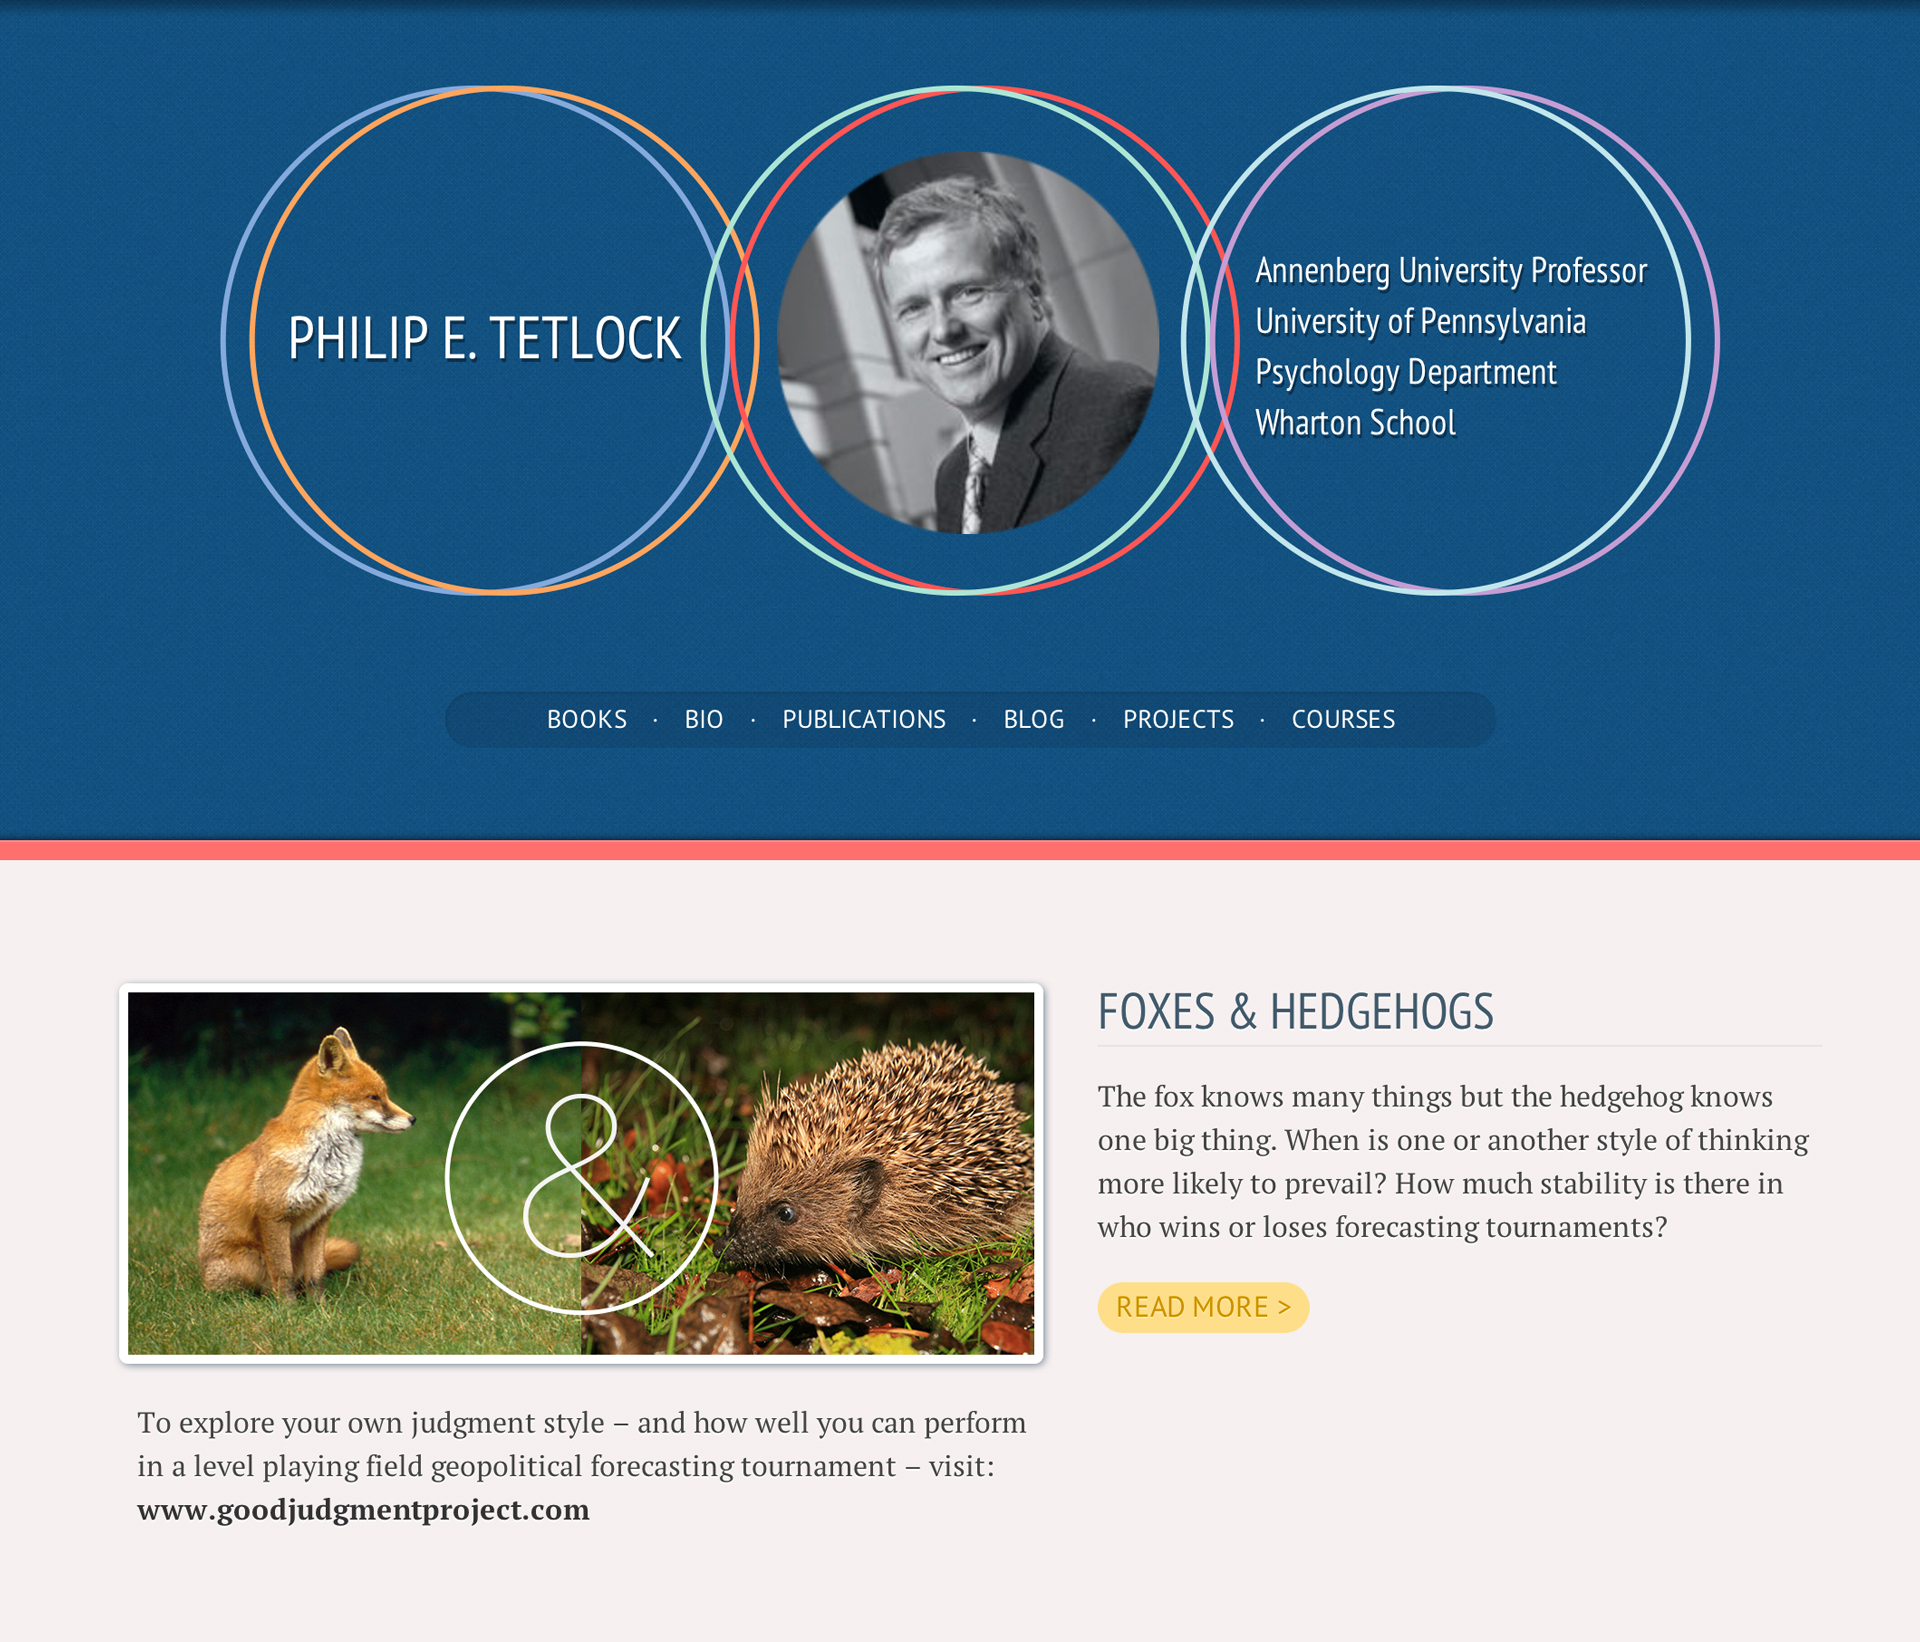 PHILIP E. TETLOCK
Annenberg University Professor
University of Pennsylvania
Psychology Department
Wharton School
BOOKS · BIO · PUBLICATIONS · BLOG · PROJECTS · COURSES
&
FOXES & HEDGEHOGS
The fox knows many things but the hedgehog knows
one big thing. When is one or another style of thinking
more likely to prevail? How much stability is there in
who wins or loses forecasting tournaments?
READ MORE >
To explore your own judgment style – and how well you can perform
in a level playing field geopolitical forecasting tournament – visit:
www.goodjudgmentproject.com